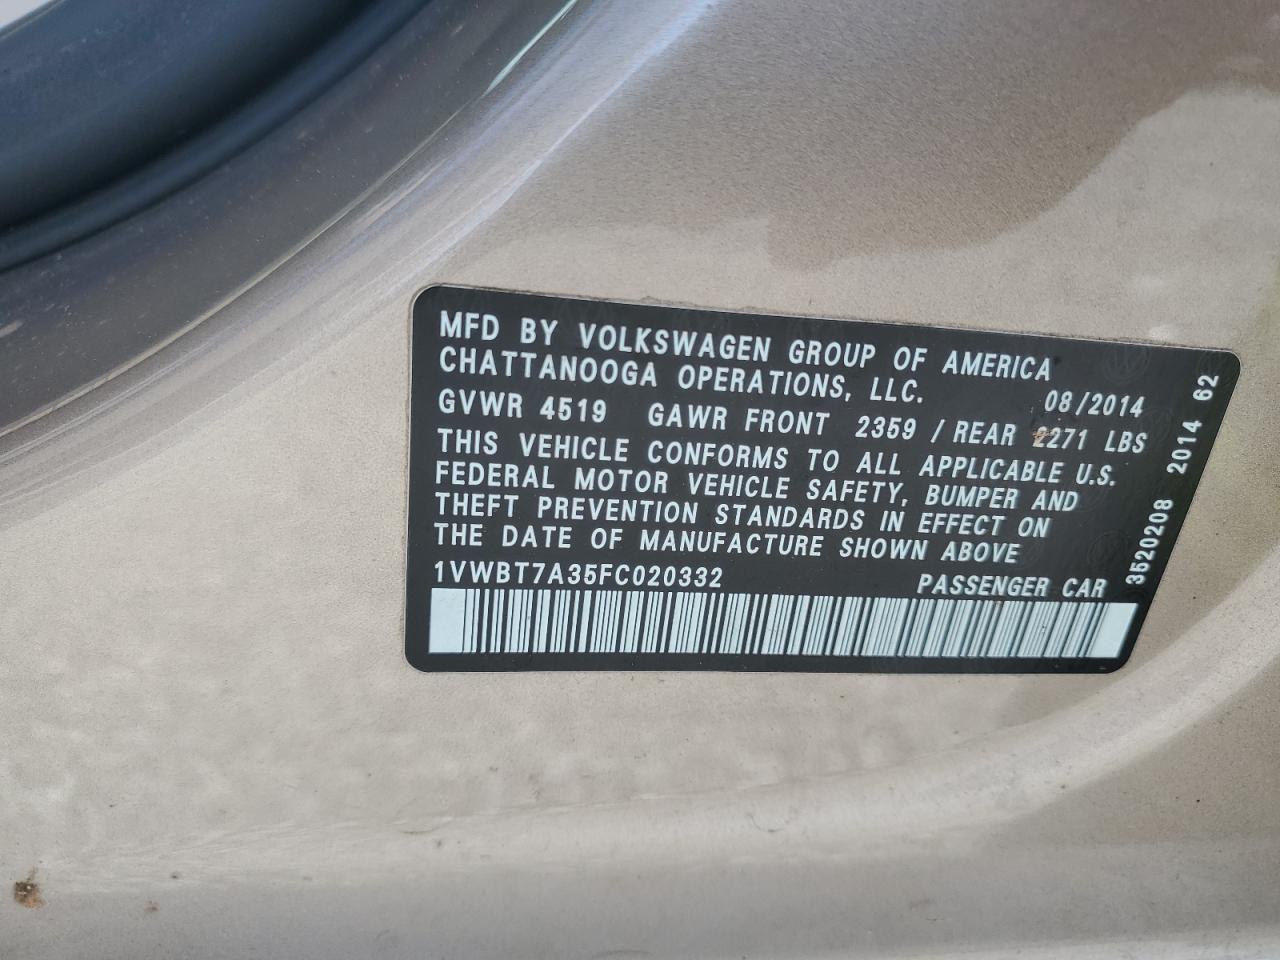 MFD BY VOLKSWAGEN GROUP OF AMERICA
CHATTANOOGA OPERATIONS, LLC.
08/2014
GVWR 4519 GAWR FRONT 2359 / REAR 2271 LBS
THIS VEHICLE CONFORMS TO ALL APPLICABLE U.S.
FEDERAL MOTOR VEHICLE SAFETY, BUMPER AND
THEFT PREVENTION STANDARDS IN EFFECT ON
THE DATE OF MANUFACTURE SHOWN ABOVE
1VWBT7A35FC020332 PASSENGER CAR
3520208 2014 62